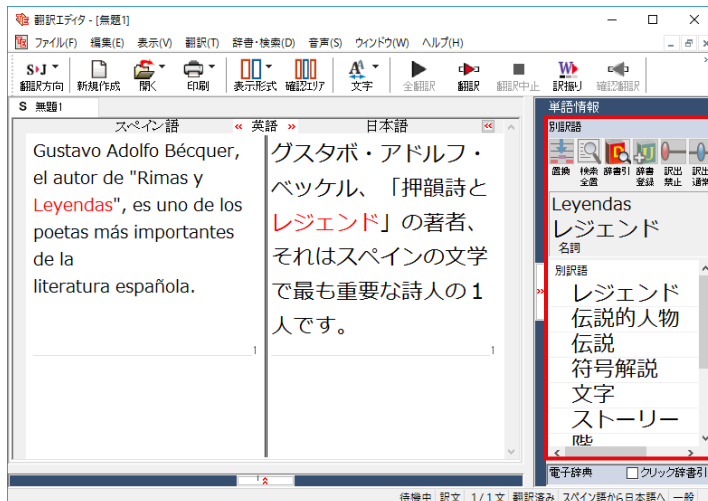 翻訳エディタ - [無題1]
ファイル(F) 編集(E) 表示(V) 翻訳(T) 辞書・検索(D) 音声(S) ウィンドウ(W) ヘルプ(H)
S›J
翻訳方向 新規作成 開く 印刷 表示形式 確認エリア 文字 全翻訳 翻訳 翻訳中止 訳振り 確認翻訳
S 無題1
スペイン語 « 英語 » 日本語 «
Gustavo Adolfo Bécquer,
el autor de "Rimas y
Leyendas", es uno de los
poetas más importantes
de la
literatura española.
1
グスタボ・アドルフ・
ベッケル、「押韻詩と
レジェンド」の著者、
それはスペインの文学
で最も重要な詩人の1
人です。
1
単語情報
別訳語
置換 検索全置 辞書引 辞書登録 訳出禁止 訳出通常
Leyendas
レジェンド
名詞
別訳語
レジェンド
伝説的人物
伝説
符号解説
文字
ストーリー
階
電子辞典 クリック辞書引
待機中 訳文 1/1文 翻訳済み スペイン語から日本語へ 一般